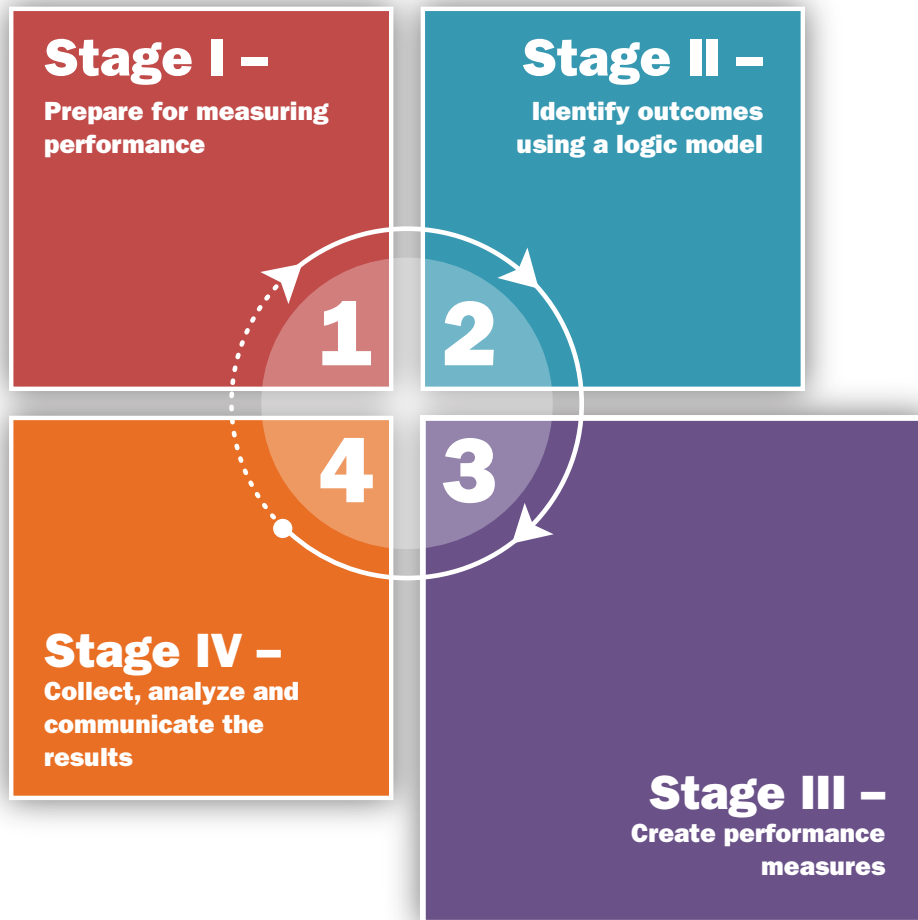 Stage I –
Prepare for measuring
performance
Stage II –
Identify outcomes
using a logic model
1
2
4
3
Stage IV –
Collect, analyze and
communicate the
results
Stage III –
Create performance
measures